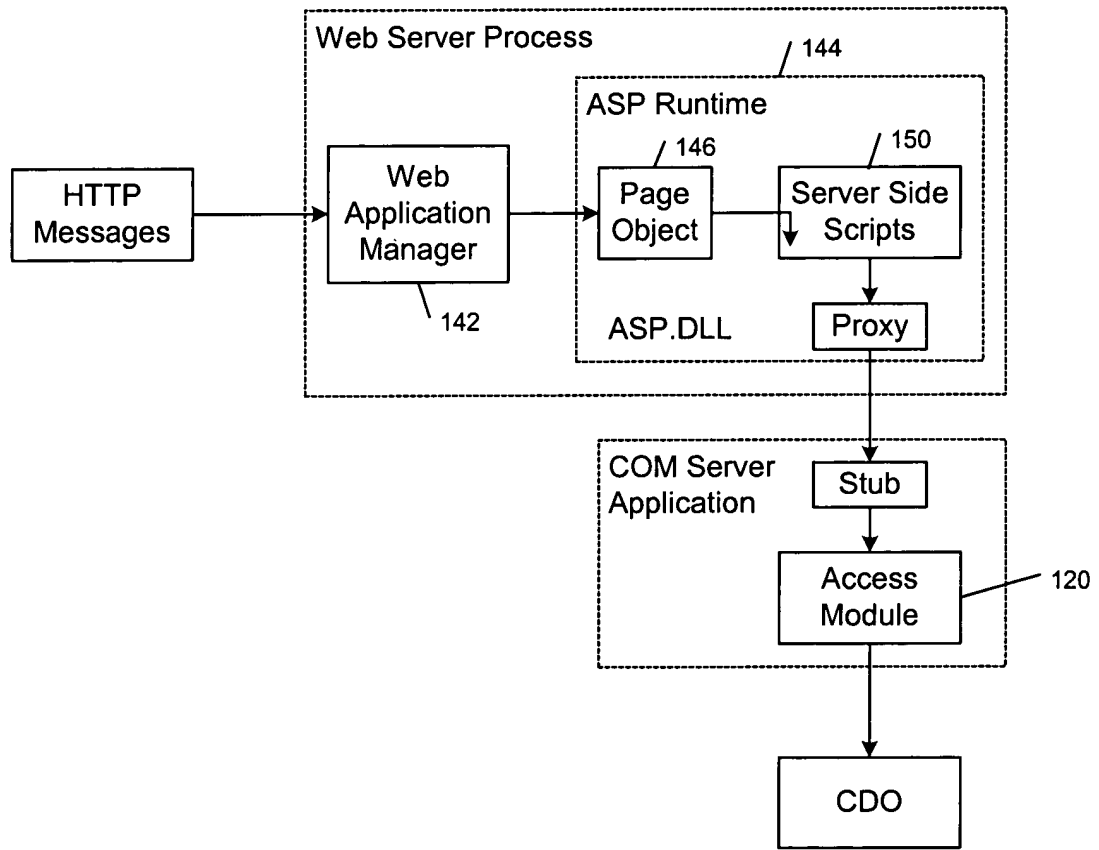 Web Server Process
144
ASP Runtime
146
150
HTTP
Messages
Web
Application
Manager
Page
Object
Server Side
Scripts
142
ASP.DLL
Proxy
COM Server
Application
Stub
Access
Module
120
CDO